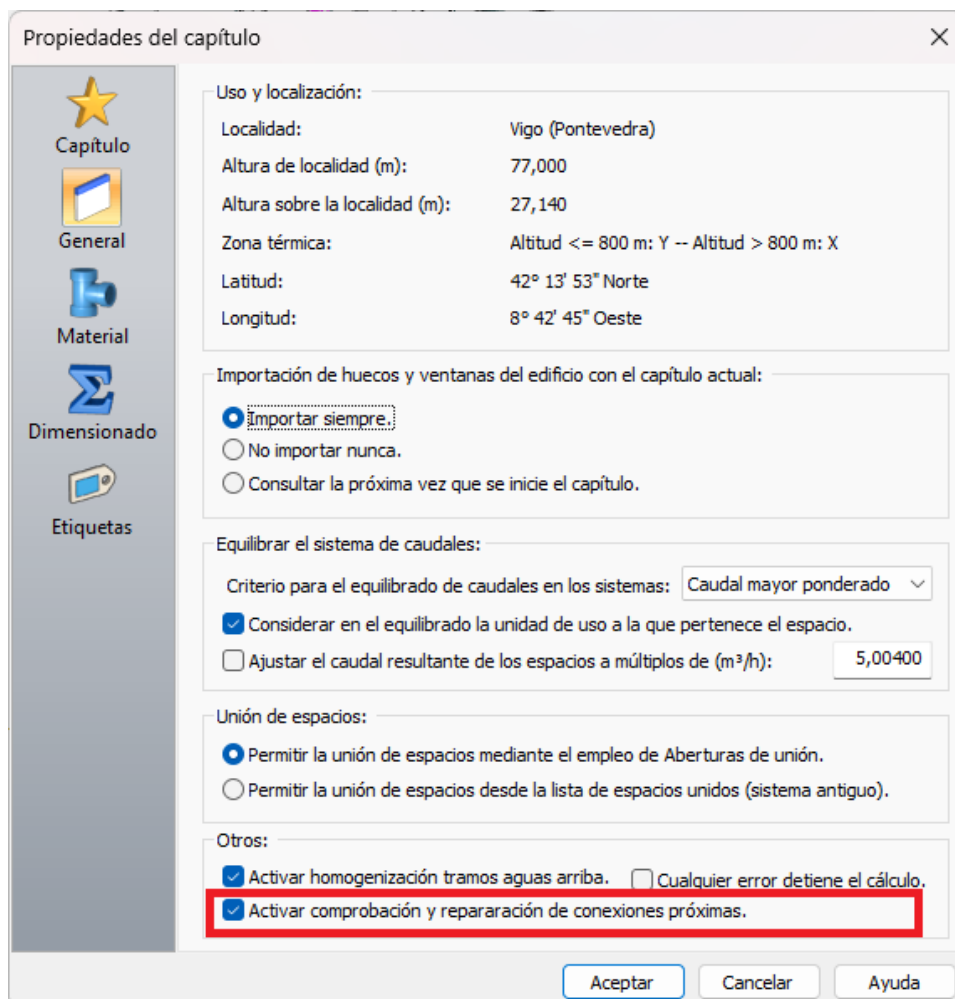 Propiedades del capítulo
Capítulo
General
Material
Dimensionado
Etiquetas
Uso y localización:
Localidad: Vigo (Pontevedra)
Altura de localidad (m): 77,000
Altura sobre la localidad (m): 27,140
Zona térmica: Altitud <= 800 m: Y -- Altitud > 800 m: X
Latitud: 42º 13' 53" Norte
Longitud: 8º 42' 45" Oeste
Importación de huecos y ventanas del edificio con el capítulo actual:
Importar siempre.
No importar nunca.
Consultar la próxima vez que se inicie el capítulo.
Equilibrar el sistema de caudales:
Criterio para el equilibrado de caudales en los sistemas: Caudal mayor ponderado
Considerar en el equilibrado la unidad de uso a la que pertenece el espacio.
Ajustar el caudal resultante de los espacios a múltiplos de (m³/h): 5,00400
Unión de espacios:
Permitir la unión de espacios mediante el empleo de Aberturas de unión.
Permitir la unión de espacios desde la lista de espacios unidos (sistema antiguo).
Otros:
Activar homogenización tramos aguas arriba. Cualquier error detiene el cálculo.
Activar comprobación y repararación de conexiones próximas.
Aceptar Cancelar Ayuda